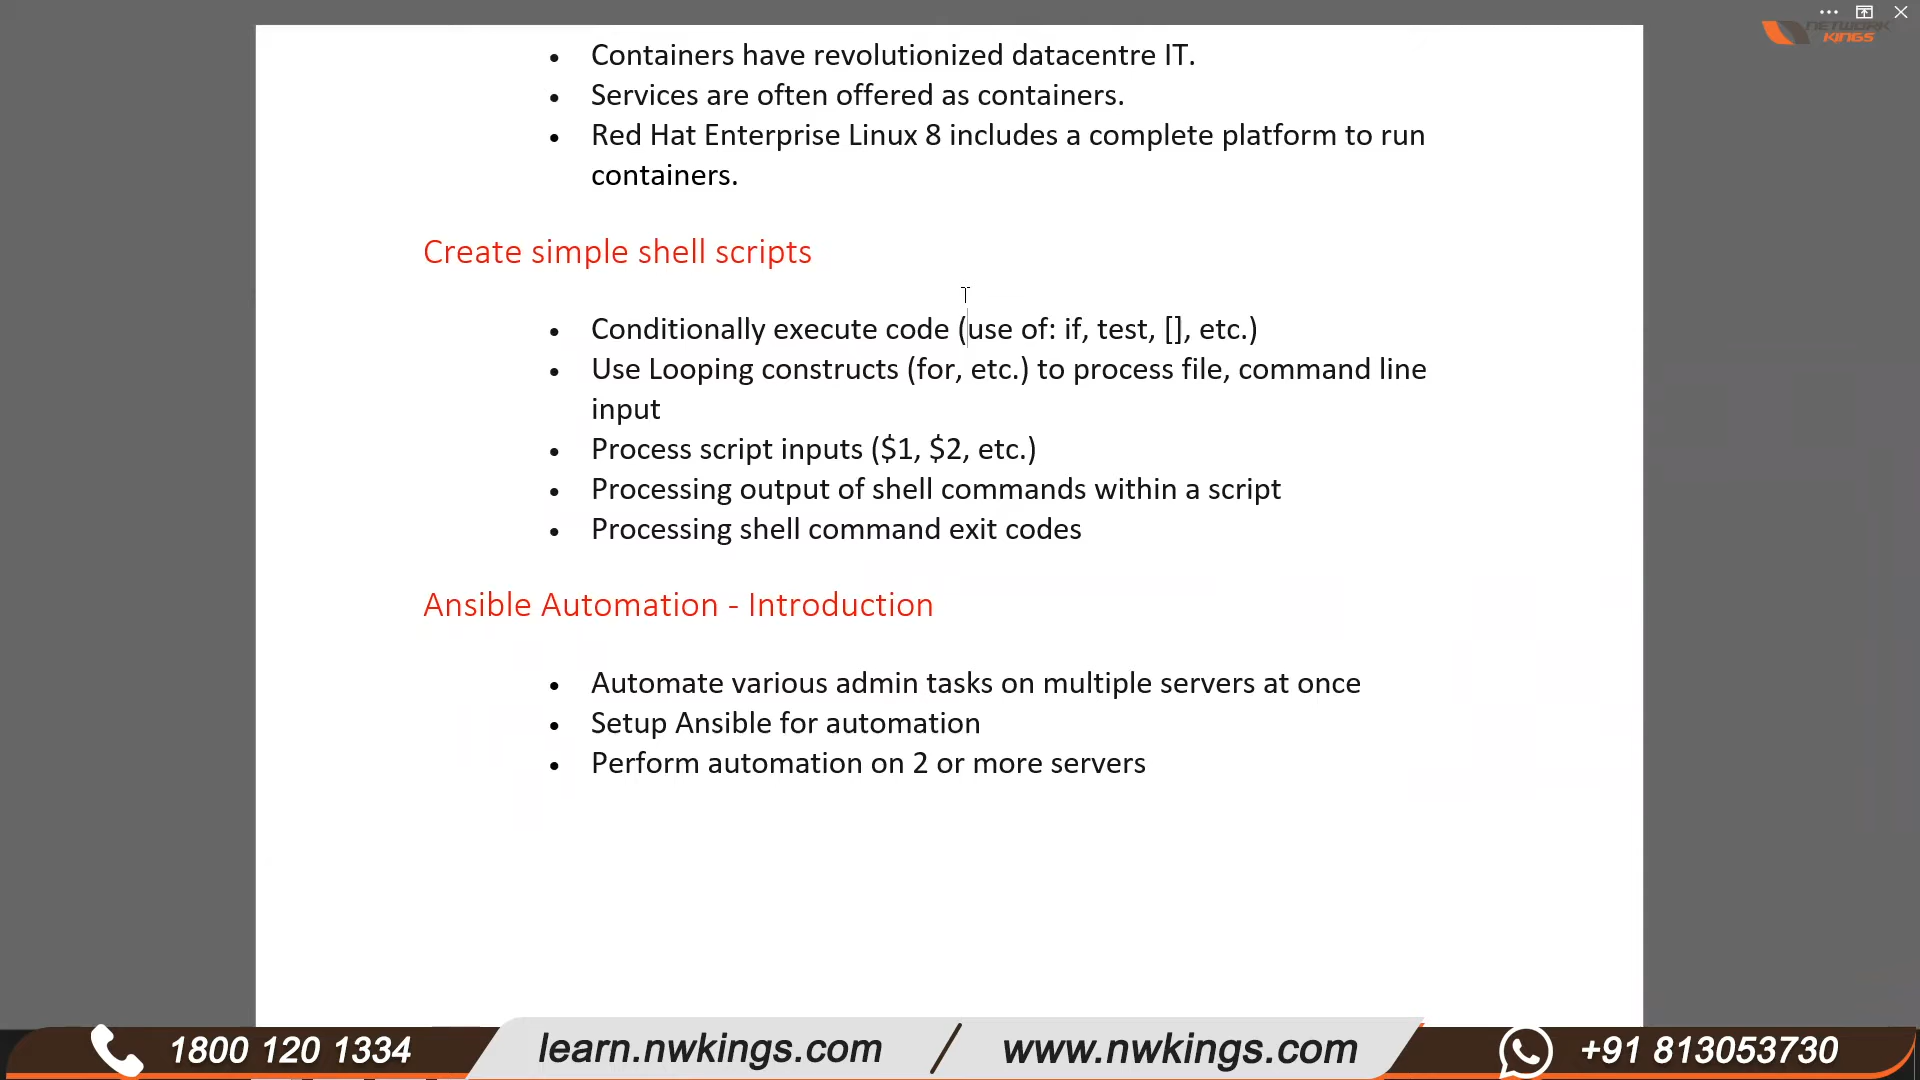 NETWORK
KINGS
• Containers have revolutionized datacentre IT.
• Services are often offered as containers.
• Red Hat Enterprise Linux 8 includes a complete platform to run
containers.
Create simple shell scripts
• Conditionally execute code (use of: if, test, [], etc.)
• Use Looping constructs (for, etc.) to process file, command line
input
• Process script inputs ($1, $2, etc.)
• Processing output of shell commands within a script
• Processing shell command exit codes
Ansible Automation - Introduction
• Automate various admin tasks on multiple servers at once
• Setup Ansible for automation
• Perform automation on 2 or more servers
1800 120 1334 learn.nwkings.com / www.nwkings.com +91 813053730